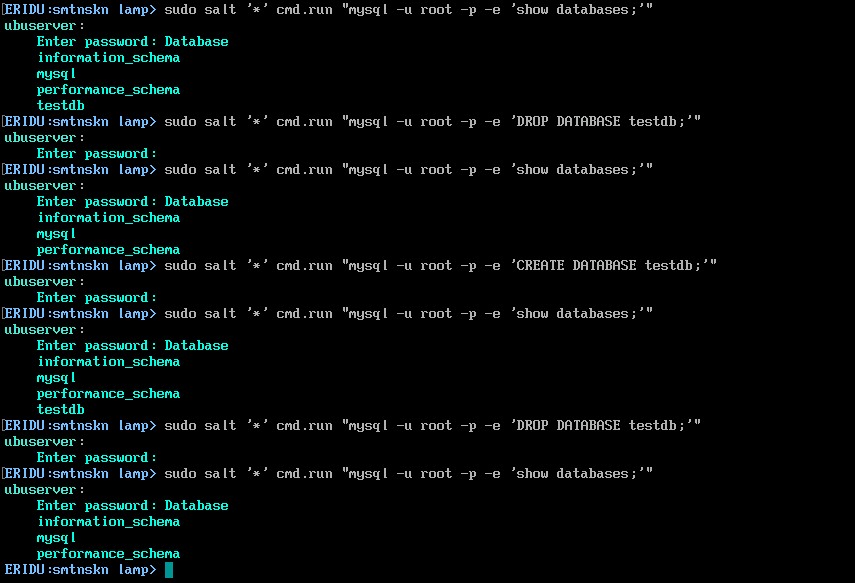 [ERIDU:smtnskn lamp> sudo salt '*' cmd.run "mysql -u root -p -e 'show databases;'"
ubuserver:
    Enter password: Database
    information_schema
    mysql
    performance_schema
    testdb
[ERIDU:smtnskn lamp> sudo salt '*' cmd.run "mysql -u root -p -e 'DROP DATABASE testdb;'"
ubuserver:
    Enter password:
[ERIDU:smtnskn lamp> sudo salt '*' cmd.run "mysql -u root -p -e 'show databases;'"
ubuserver:
    Enter password: Database
    information_schema
    mysql
    performance_schema
[ERIDU:smtnskn lamp> sudo salt '*' cmd.run "mysql -u root -p -e 'CREATE DATABASE testdb;'"
ubuserver:
    Enter password:
[ERIDU:smtnskn lamp> sudo salt '*' cmd.run "mysql -u root -p -e 'show databases;'"
ubuserver:
    Enter password: Database
    information_schema
    mysql
    performance_schema
    testdb
[ERIDU:smtnskn lamp> sudo salt '*' cmd.run "mysql -u root -p -e 'DROP DATABASE testdb;'"
ubuserver:
    Enter password:
[ERIDU:smtnskn lamp> sudo salt '*' cmd.run "mysql -u root -p -e 'show databases;'"
ubuserver:
    Enter password: Database
    information_schema
    mysql
    performance_schema
ERIDU:smtnskn lamp>